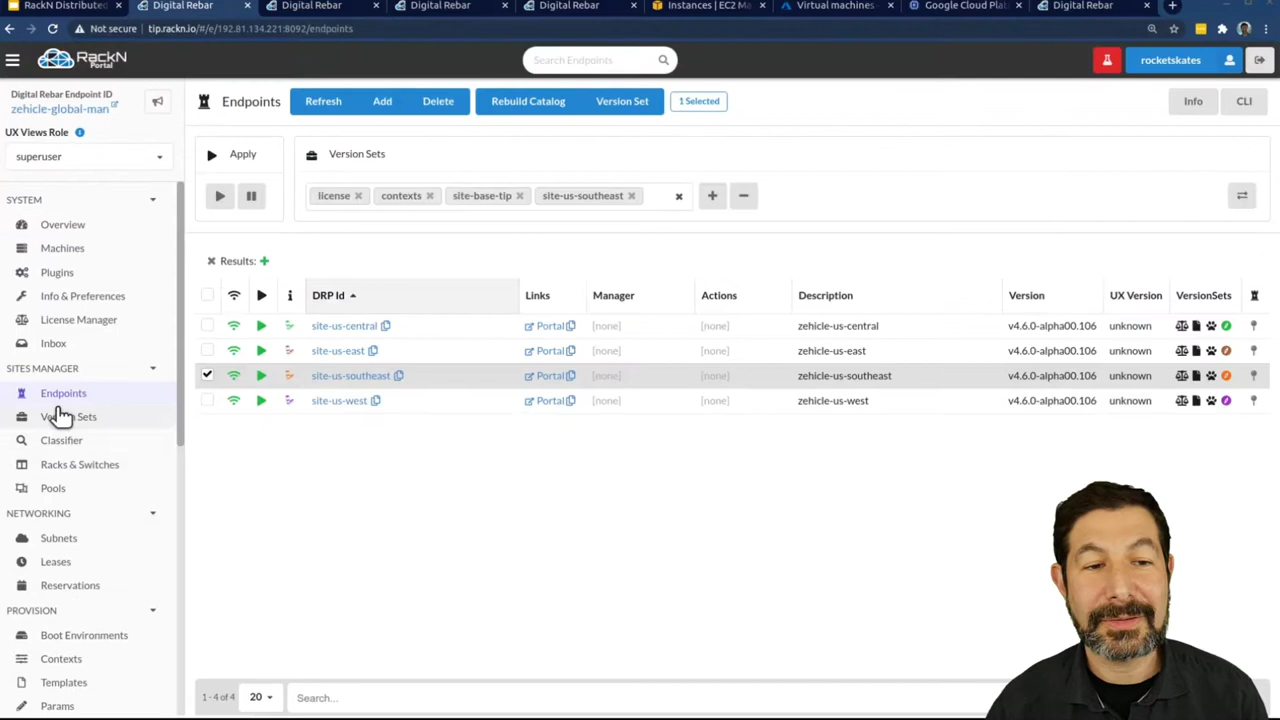 RackN Distributed
Digital Rebar
Digital Rebar
Digital Rebar
Digital Rebar
Instances | EC2 M
Virtual machines
Google Cloud Plat
Digital Rebar
Not secure | tip.rackn.io/#/e/192.81.134.221:8092/endpoints
RackN
Portal
Search Endpoints
rocketskates
Digital Rebar Endpoint ID
zehicle-global-man
UX Views Role
superuser
Endpoints
Refresh Add Delete
Rebuild Catalog Version Set
1 Selected
Info CLI
Apply
Version Sets
license contexts site-base-tip site-us-southeast
SYSTEM
Overview
Machines
Plugins
Info & Preferences
License Manager
Inbox
SITES MANAGER
Endpoints
Version Sets
Classifier
Racks & Switches
Pools
NETWORKING
Subnets
Leases
Reservations
PROVISION
Boot Environments
Contexts
Templates
Params
Results:
DRP Id Links Manager Actions Description Version UX Version VersionSets
site-us-central Portal [none] [none] zehicle-us-central v4.6.0-alpha00.106 unknown
site-us-east Portal [none] [none] zehicle-us-east v4.6.0-alpha00.106 unknown
site-us-southeast Portal [none] [none] zehicle-us-southeast v4.6.0-alpha00.106 unknown
site-us-west Portal [none] [none] zehicle-us-west v4.6.0-alpha00.106 unknown
1 - 4 of 4 20 Search...